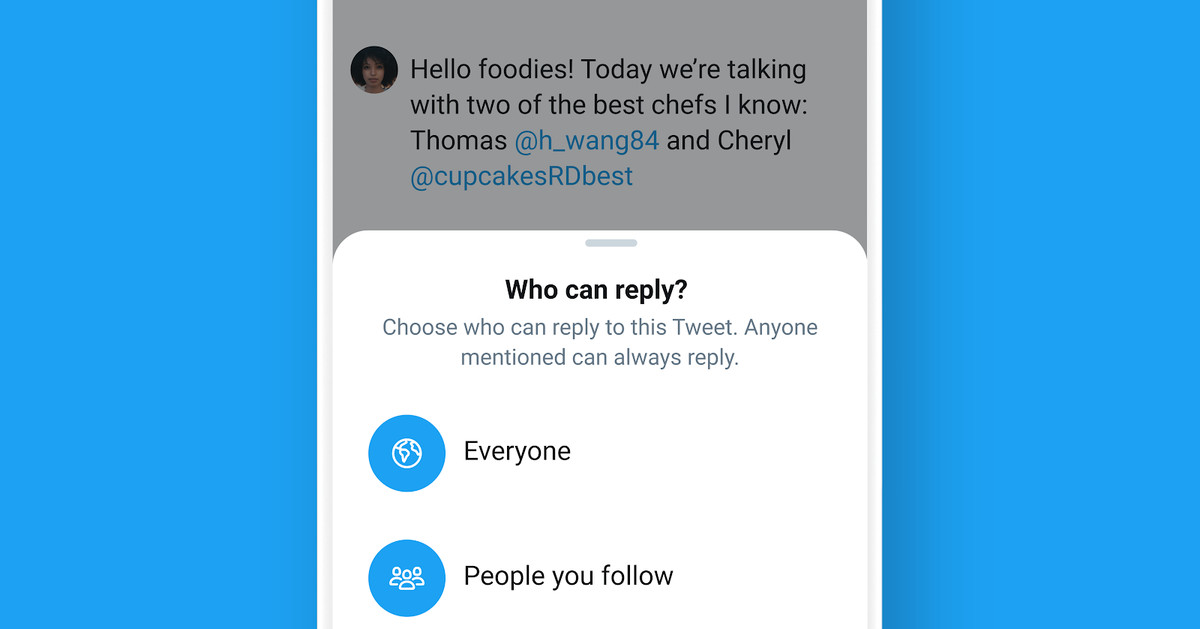 Hello foodies! Today we’re talking
with two of the best chefs I know:
Thomas @h_wang84 and Cheryl
@cupcakesRDbest
Who can reply?
Choose who can reply to this Tweet. Anyone
mentioned can always reply.
Everyone
People you follow